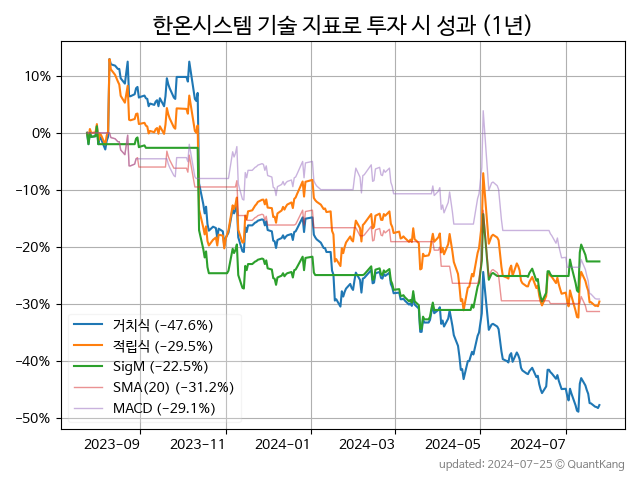 한온시스템 기술 지표로 투자 시 성과 (1년)
10%
0%
−10%
−20%
−30%
−40%
−50%
거치식 (−47.6%)
적립식 (−29.5%)
SigM (−22.5%)
SMA(20) (−31.2%)
MACD (−29.1%)
2023-09 2023-11 2024-01 2024-03 2024-05 2024-07
updated: 2024-07-25 © QuantKang